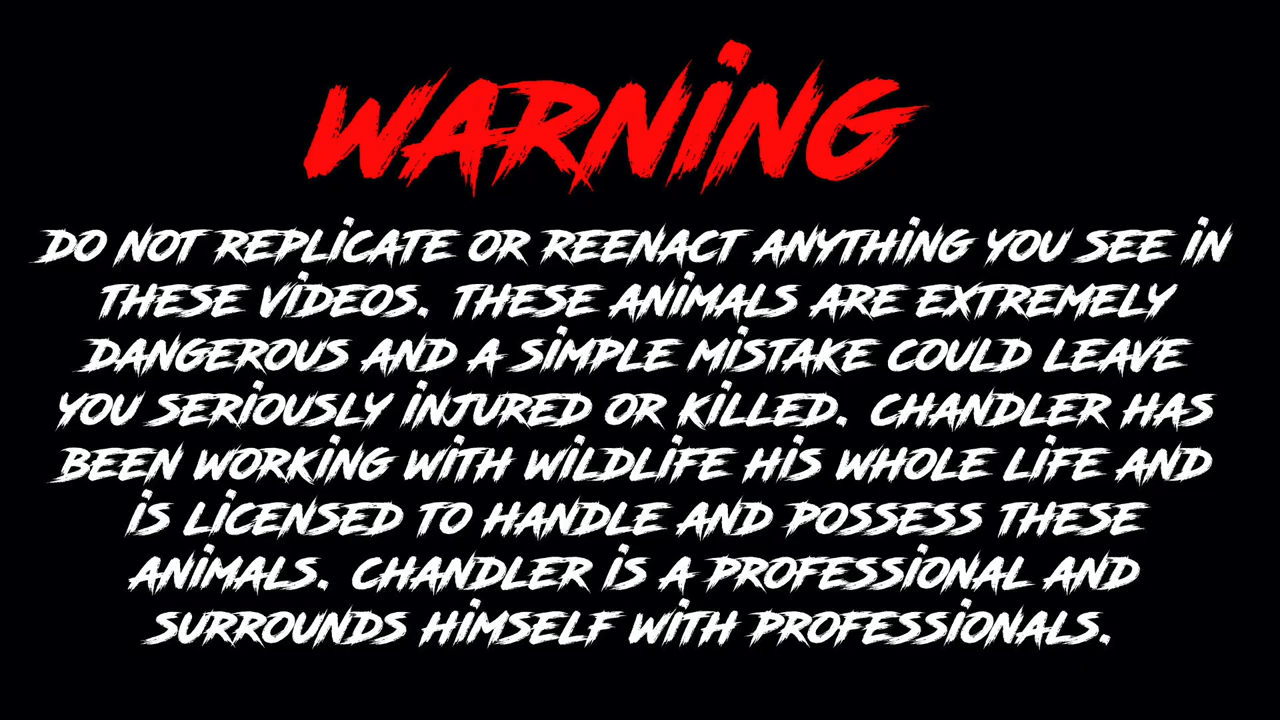 WARNING
DO NOT REPLICATE OR REENACT ANYTHING YOU SEE IN
THESE VIDEOS. THESE ANIMALS ARE EXTREMELY
DANGEROUS AND A SIMPLE MISTAKE COULD LEAVE
YOU SERIOUSLY INJURED OR KILLED. CHANDLER HAS
BEEN WORKING WITH WILDLIFE HIS WHOLE LIFE AND
IS LICENSED TO HANDLE AND POSSESS THESE
ANIMALS. CHANDLER IS A PROFESSIONAL AND
SURROUNDS HIMSELF WITH PROFESSIONALS.